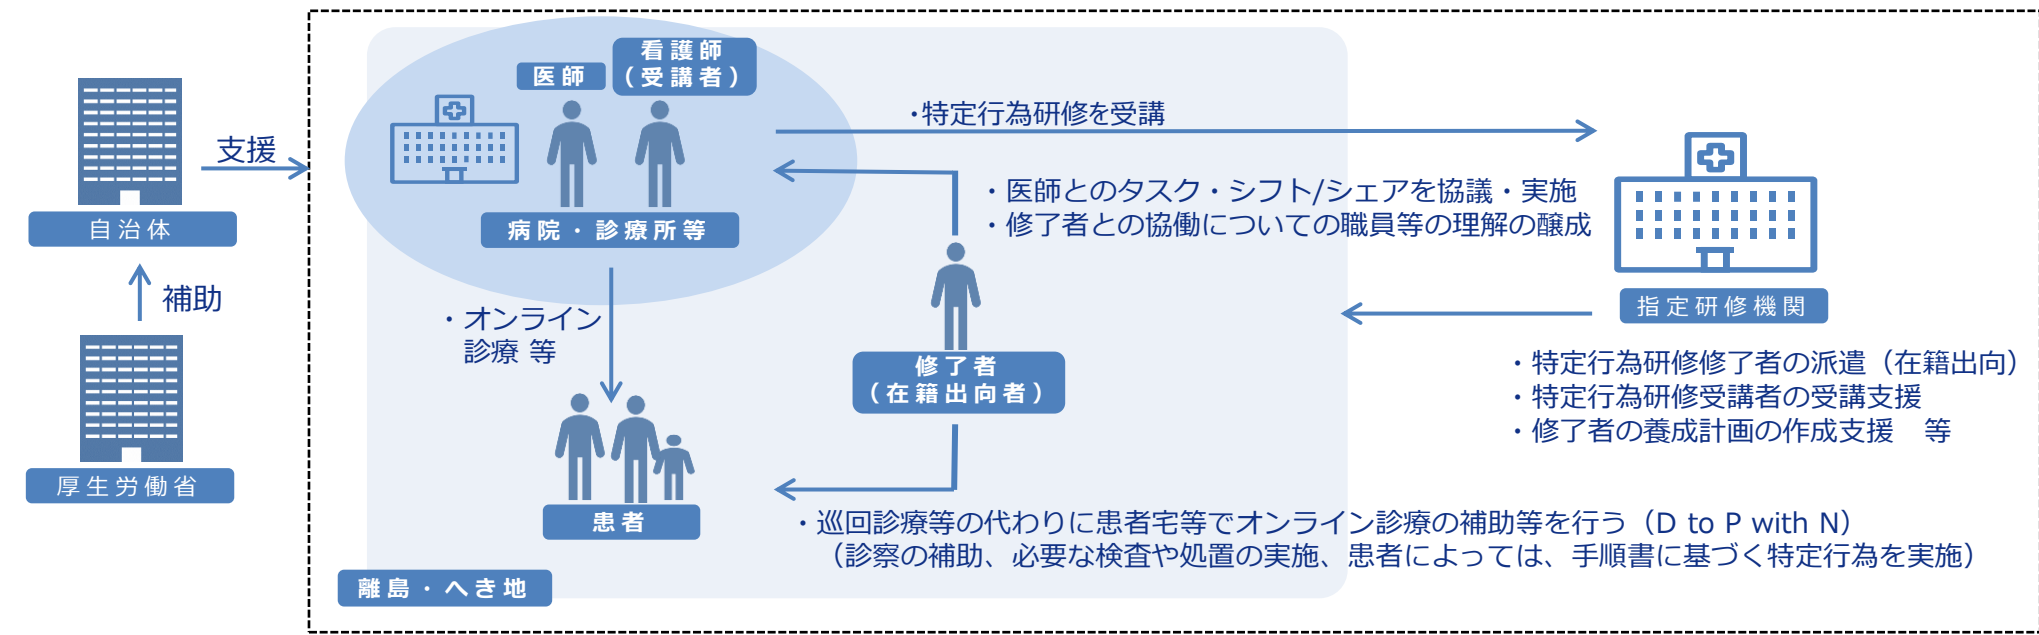 支援
自治体
補助
厚生労働省
医師
看護師
（受講者）
病院・診療所等
・特定行為研修を受講
・医師とのタスク・シフト/シェアを協議・実施
・修了者との協働についての職員等の理解の醸成
・オンライン
診療 等
修了者
（在籍出向者）
指定研修機関
・特定行為研修修了者の派遣（在籍出向）
・特定行為研修受講者の受講支援
・修了者の養成計画の作成支援　等
患者
・巡回診療等の代わりに患者宅等でオンライン診療の補助等を行う（D to P with N）
（診察の補助、必要な検査や処置の実施、患者によっては、手順書に基づく特定行為を実施）
離島・へき地